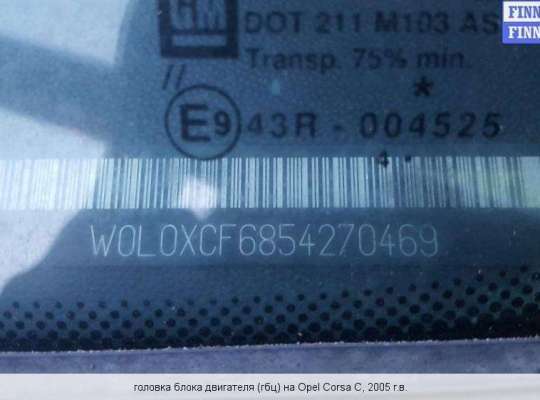 GM
DOT 211 M103 AS
Transp. 75% min.
//
*
E9 43R - 004525
W0L0XCF6854270469
FINN
FINN
головка блока двигателя (гбц) на Opel Corsa C, 2005 г.в.